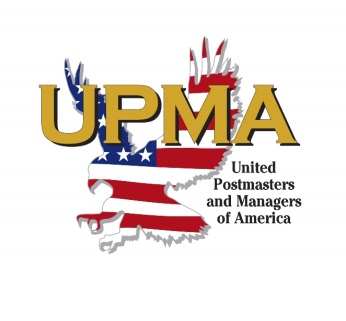 UPMA
United
Postmasters
and Managers
of America